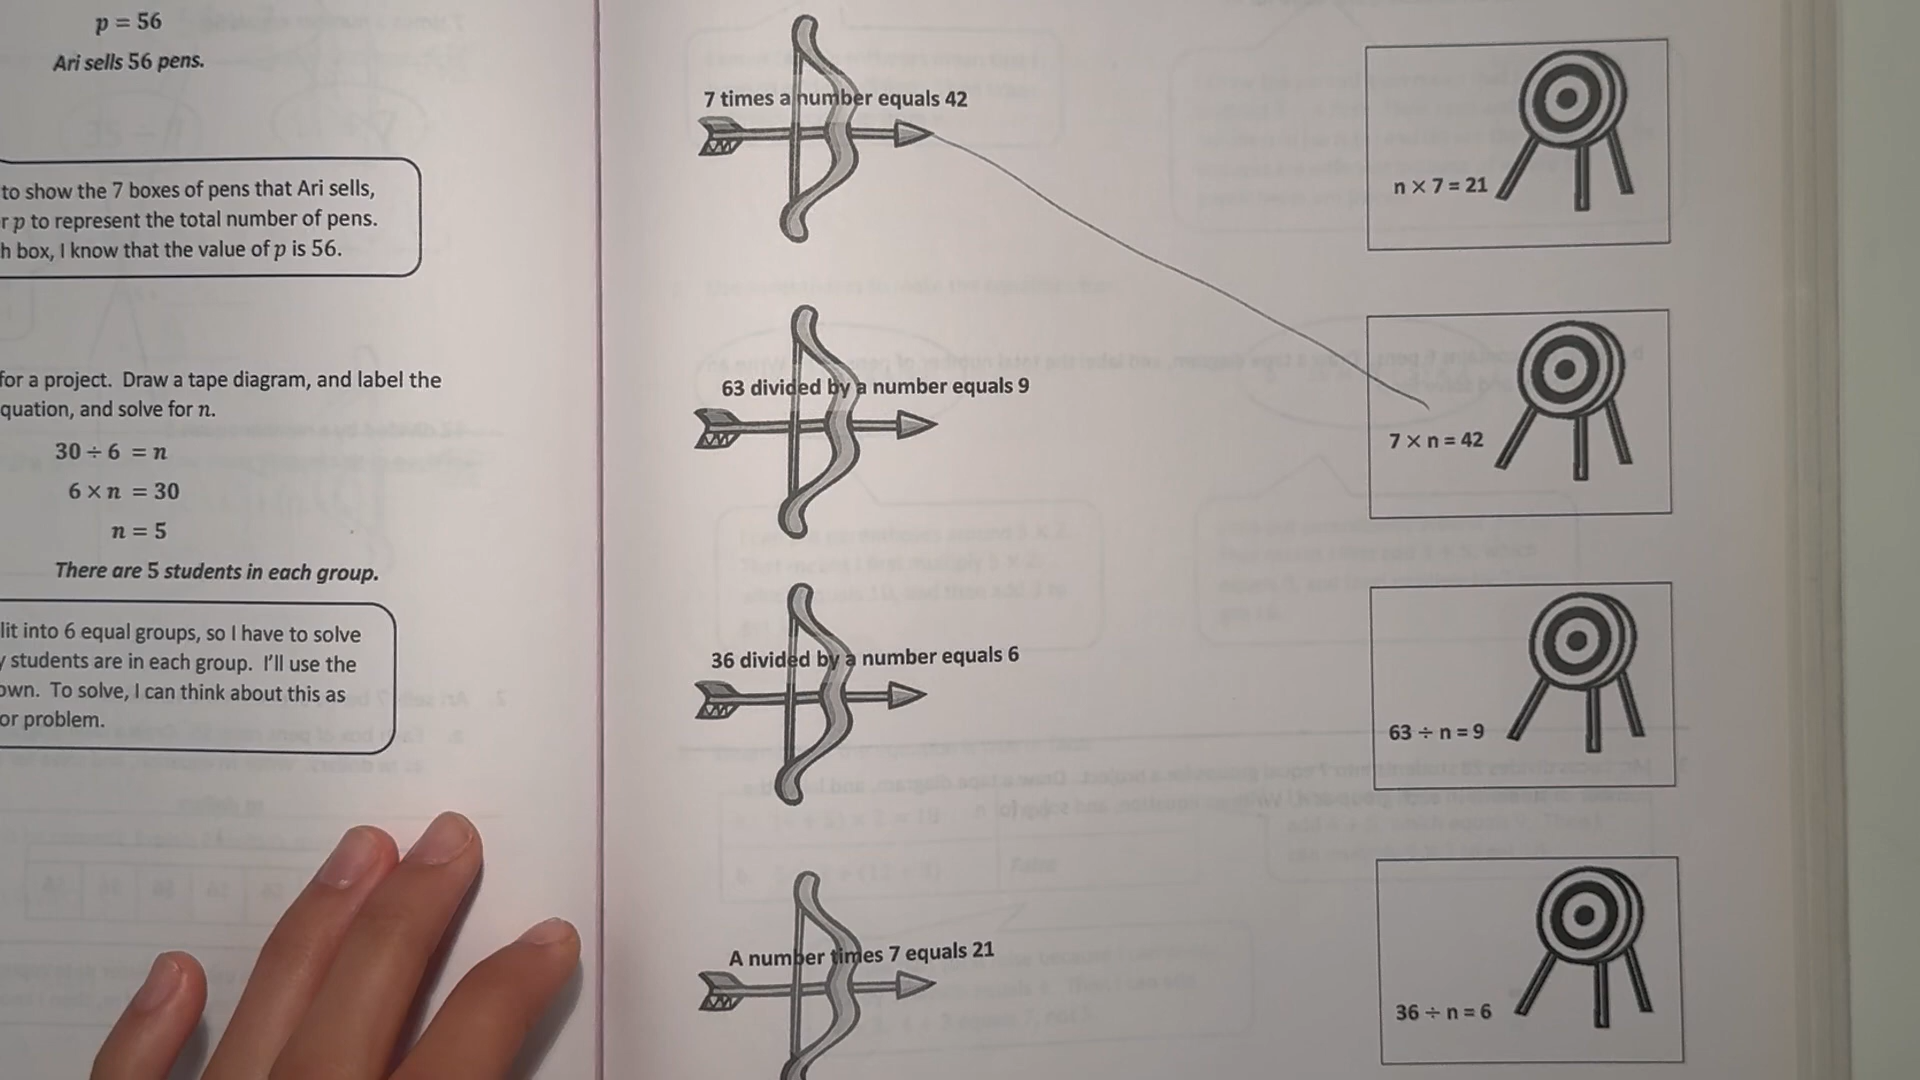 p = 56
Ari sells 56 pens.
to show the 7 boxes of pens that Ari sells,
r p to represent the total number of pens.
h box, I know that the value of p is 56.
for a project. Draw a tape diagram, and label the
quation, and solve for n.
30 ÷ 6 = n
6 × n = 30
n = 5
There are 5 students in each group.
lit into 6 equal groups, so I have to solve
y students are in each group. I'll use the
own. To solve, I can think about this as
or problem.
7 times a number equals 42
63 divided by a number equals 9
36 divided by a number equals 6
A number times 7 equals 21
n × 7 = 21
7 × n = 42
63 ÷ n = 9
36 ÷ n = 6